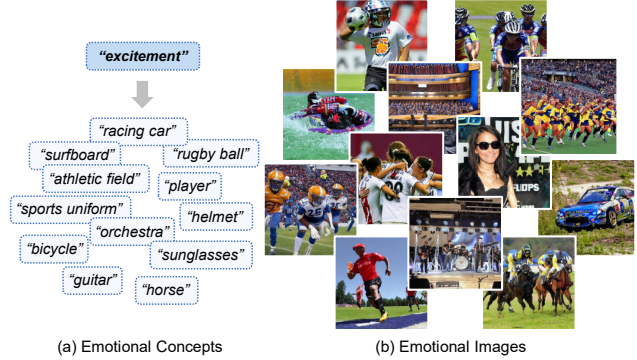 "excitement"
"racing car"
"surfboard"
"rugby ball"
"athletic field"
"player"
"sports uniform"
"helmet"
"orchestra"
"bicycle"
"sunglasses"
"guitar"
"horse"
(a) Emotional Concepts
(b) Emotional Images